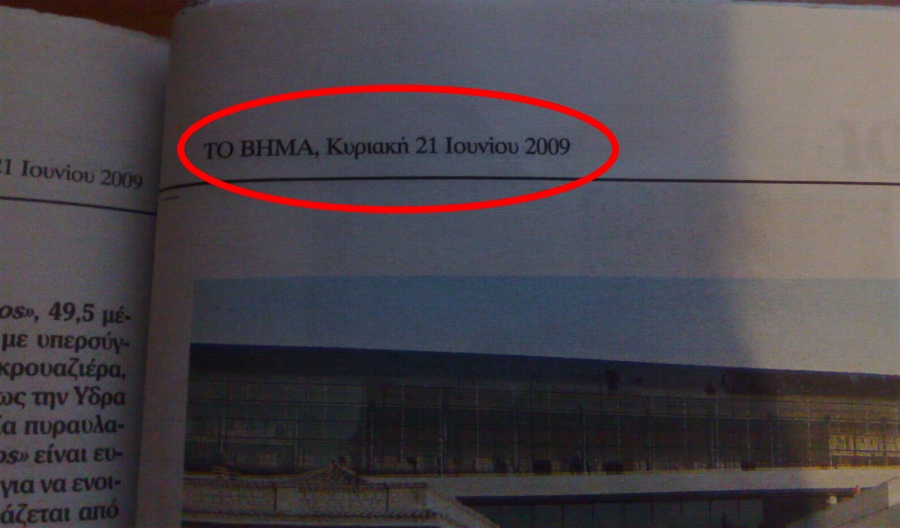 21 Ιουνίου 2009
os», 49,5 μέ-
με υπερσύγ-
κρουαζιέρα,
ως την Υδρα
α πυραυλα-
os» είναι ευ-
για να ενοι-
άζεται από
ΤΟ ΒΗΜΑ, Κυριακή 21 Ιουνίου 2009